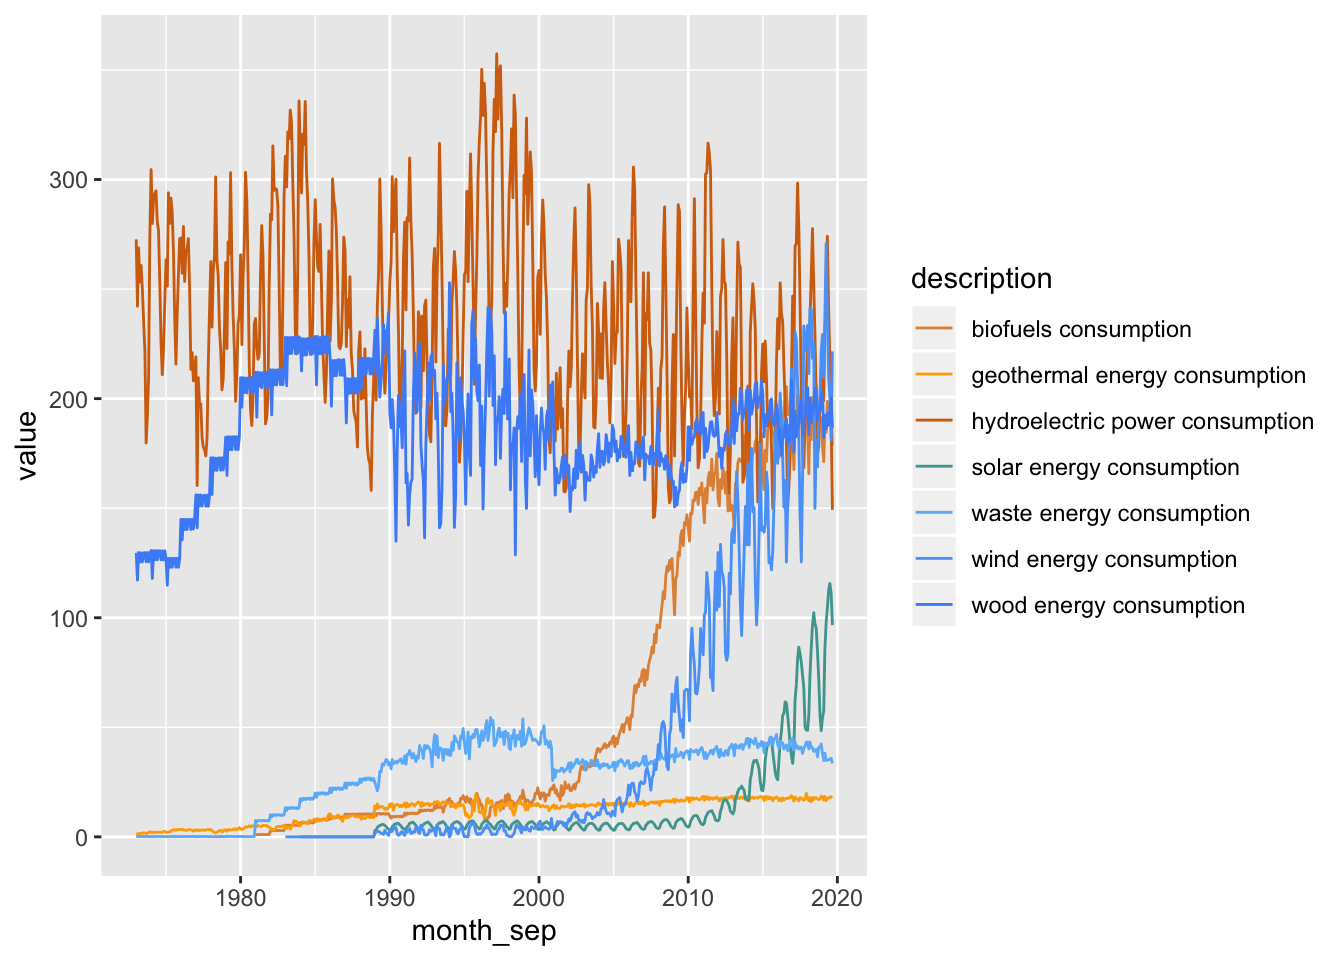 300
200
100
0
value
1980
1990
2000
2010
2020
month_sep
description
biofuels consumption
geothermal energy consumption
hydroelectric power consumption
solar energy consumption
waste energy consumption
wind energy consumption
wood energy consumption